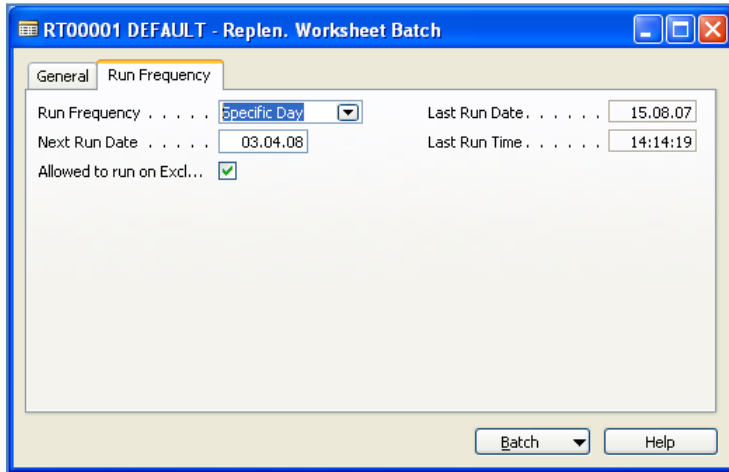 RT00001 DEFAULT - Replen. Worksheet Batch
General Run Frequency
Run Frequency . . . . . Specific Day Last Run Date . . . . . . 15.08.07
Next Run Date . . . . . 03.04.08 Last Run Time . . . . . . 14:14:19
Allowed to run on Excl...
Batch Help